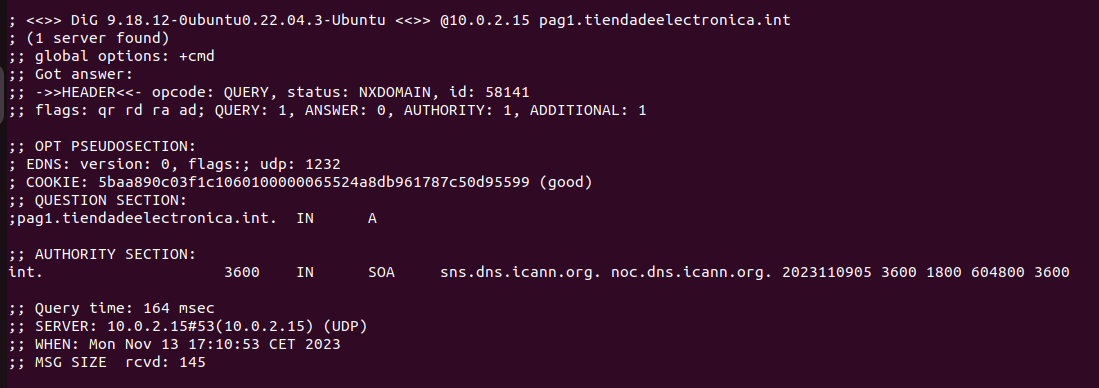 ; <<>> DiG 9.18.12-0ubuntu0.22.04.3-Ubuntu <<>> @10.0.2.15 pag1.tiendadeelectronica.int
; (1 server found)
;; global options: +cmd
;; Got answer:
;; ->>HEADER<<- opcode: QUERY, status: NXDOMAIN, id: 58141
;; flags: qr rd ra ad; QUERY: 1, ANSWER: 0, AUTHORITY: 1, ADDITIONAL: 1
;; OPT PSEUDOSECTION:
; EDNS: version: 0, flags:; udp: 1232
; COOKIE: 5baa890c03f1c1060100000065524a8db961787c50d95599 (good)
;; QUESTION SECTION:
;pag1.tiendadeelectronica.int. IN A
;; AUTHORITY SECTION:
int. 3600 IN SOA sns.dns.icann.org. noc.dns.icann.org. 2023110905 3600 1800 604800 3600
;; Query time: 164 msec
;; SERVER: 10.0.2.15#53(10.0.2.15) (UDP)
;; WHEN: Mon Nov 13 17:10:53 CET 2023
;; MSG SIZE rcvd: 145